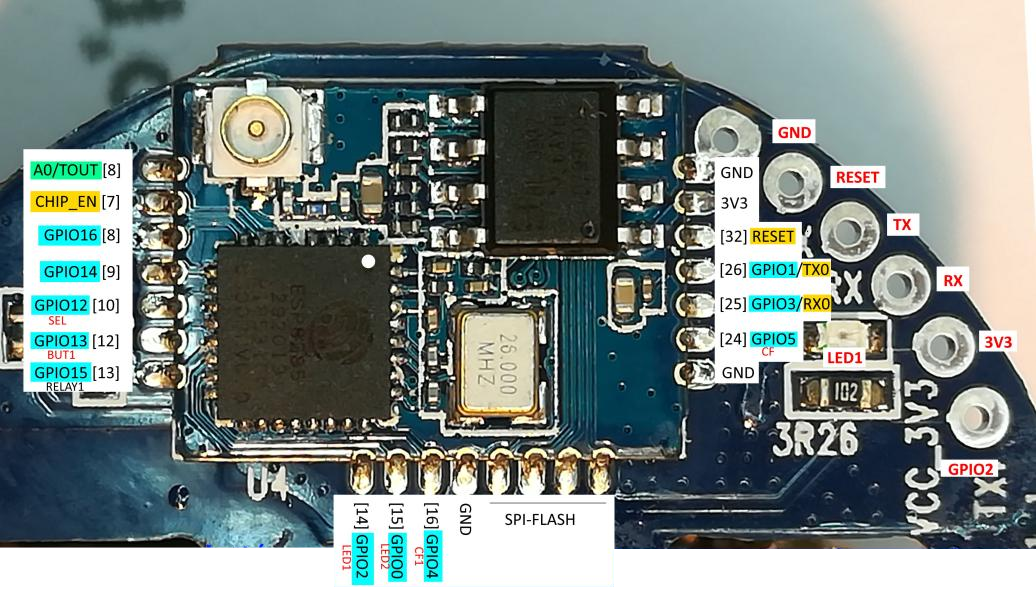 A0/TOUT [8]
CHIP_EN [7]
GPIO16 [8]
GPIO14 [9]
GPIO12 [10]
SEL
GPIO13 [12]
BUT1
GPIO15 [13]
RELAY1
GND
3V3
[32] RESET
[26] GPIO1/TX0
[25] GPIO3/RX0
[24] GPIO5
CF
GND
GND
RESET
TX
RX
3V3
GPIO2
RX
LED1
102
3R26
VCC_3V3
TX
26.000
MHZ
U4
[14] GPIO2
LED1
[15] GPIO0
LED2
[16] GPIO4
CF1
GND
SPI-FLASH